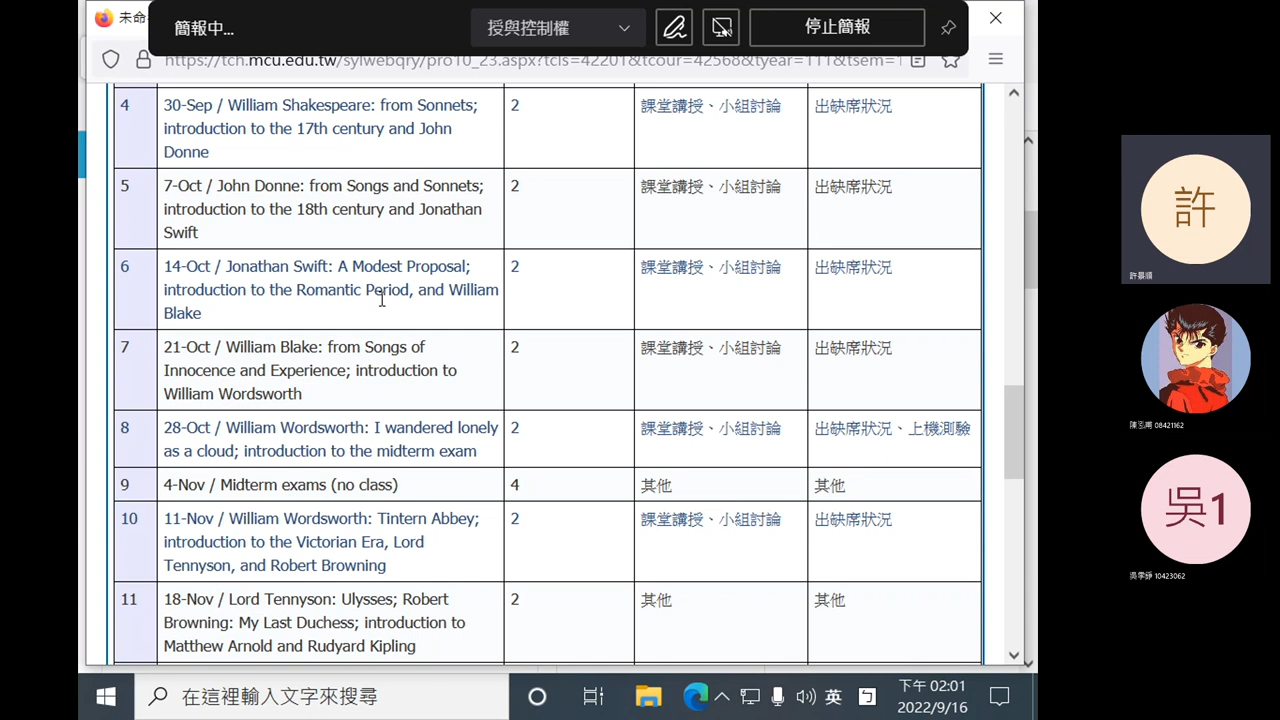 未命
簡報中...
授與控制權
停止簡報
https://tch.mcu.edu.tw/sylwebqry/pro10_23.aspx?tcls=42201&tcour=42568&tyear=111&tsem=1
4
30-Sep / William Shakespeare: from Sonnets;
introduction to the 17th century and John
Donne
2
課堂講授、小組討論
出缺席狀況
5
7-Oct / John Donne: from Songs and Sonnets;
introduction to the 18th century and Jonathan
Swift
2
課堂講授、小組討論
出缺席狀況
6
14-Oct / Jonathan Swift: A Modest Proposal;
introduction to the Romantic Period, and William
Blake
2
課堂講授、小組討論
出缺席狀況
7
21-Oct / William Blake: from Songs of
Innocence and Experience; introduction to
William Wordsworth
2
課堂講授、小組討論
出缺席狀況
8
28-Oct / William Wordsworth: I wandered lonely
as a cloud; introduction to the midterm exam
2
課堂講授、小組討論
出缺席狀況、上機測驗
9
4-Nov / Midterm exams (no class)
4
其他
其他
10
11-Nov / William Wordsworth: Tintern Abbey;
introduction to the Victorian Era, Lord
Tennyson, and Robert Browning
2
課堂講授、小組討論
出缺席狀況
11
18-Nov / Lord Tennyson: Ulysses; Robert
Browning: My Last Duchess; introduction to
Matthew Arnold and Rudyard Kipling
2
其他
其他
許
吳1
08421162
10423062
在這裡輸入文字來搜尋
英
下午 02:01
2022/9/16